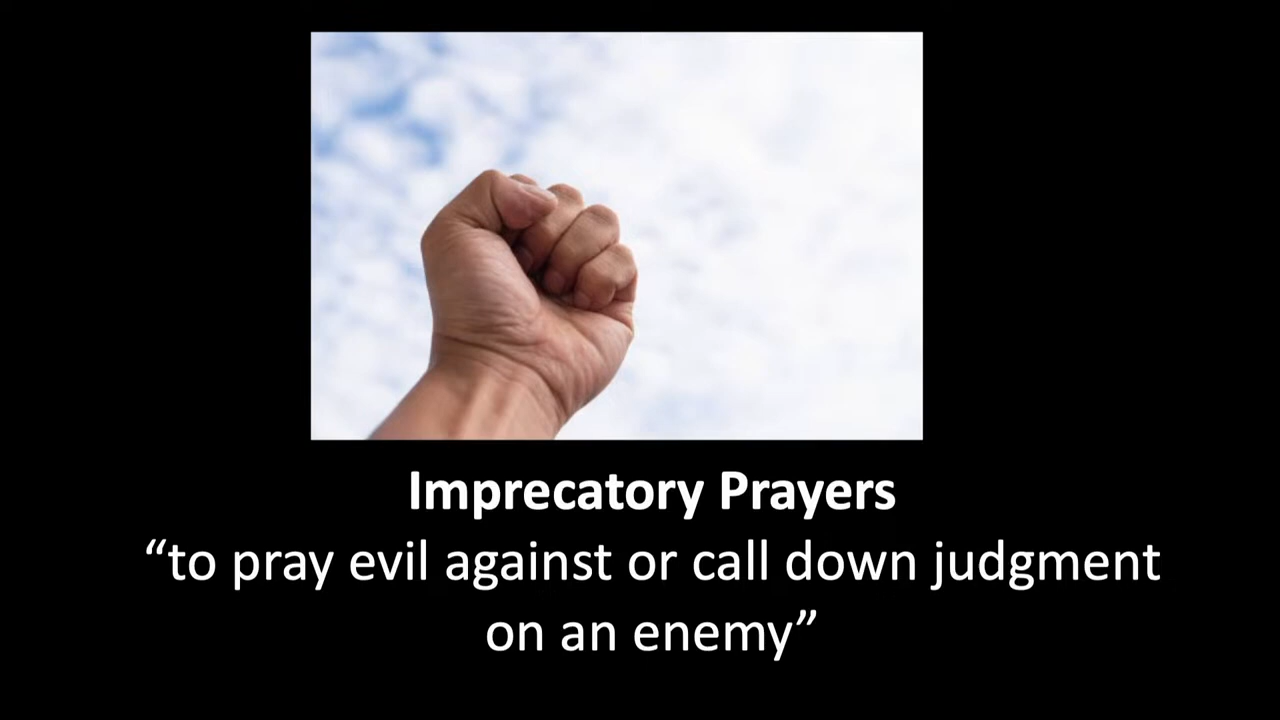 Imprecatory Prayers
“to pray evil against or call down judgment
on an enemy”